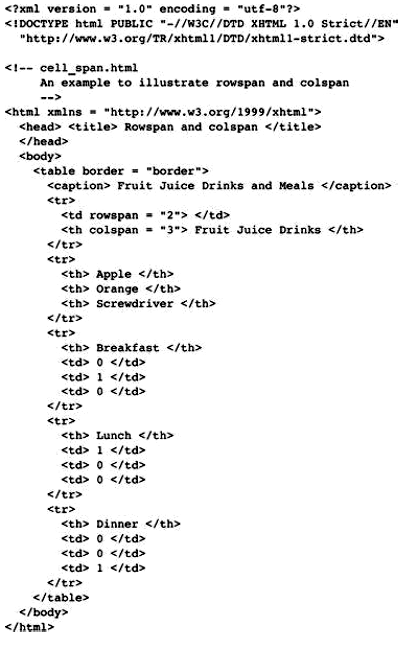 <?xml version = "1.0" encoding = "utf-8"?>
<!DOCTYPE html PUBLIC "-//W3C//DTD XHTML 1.0 Strict//EN"
"http://www.w3.org/TR/xhtml1/DTD/xhtml1-strict.dtd">
<!-- cell_span.html
An example to illustrate rowspan and colspan
-->
<html xmlns = "http://www.w3.org/1999/xhtml">
<head> <title> Rowspan and colspan </title>
</head>
<body>
<table border = "border">
<caption> Fruit Juice Drinks and Meals </caption>
<tr>
<td rowspan = "2"> </td>
<th colspan = "3"> Fruit Juice Drinks </th>
</tr>
<tr>
<th> Apple </th>
<th> Orange </th>
<th> Screwdriver </th>
</tr>
<tr>
<th> Breakfast </th>
<td> 0 </td>
<td> 1 </td>
<td> 0 </td>
</tr>
<tr>
<th> Lunch </th>
<td> 1 </td>
<td> 0 </td>
<td> 0 </td>
</tr>
<tr>
<th> Dinner </th>
<td> 0 </td>
<td> 0 </td>
<td> 1 </td>
</tr>
</table>
</body>
</html>